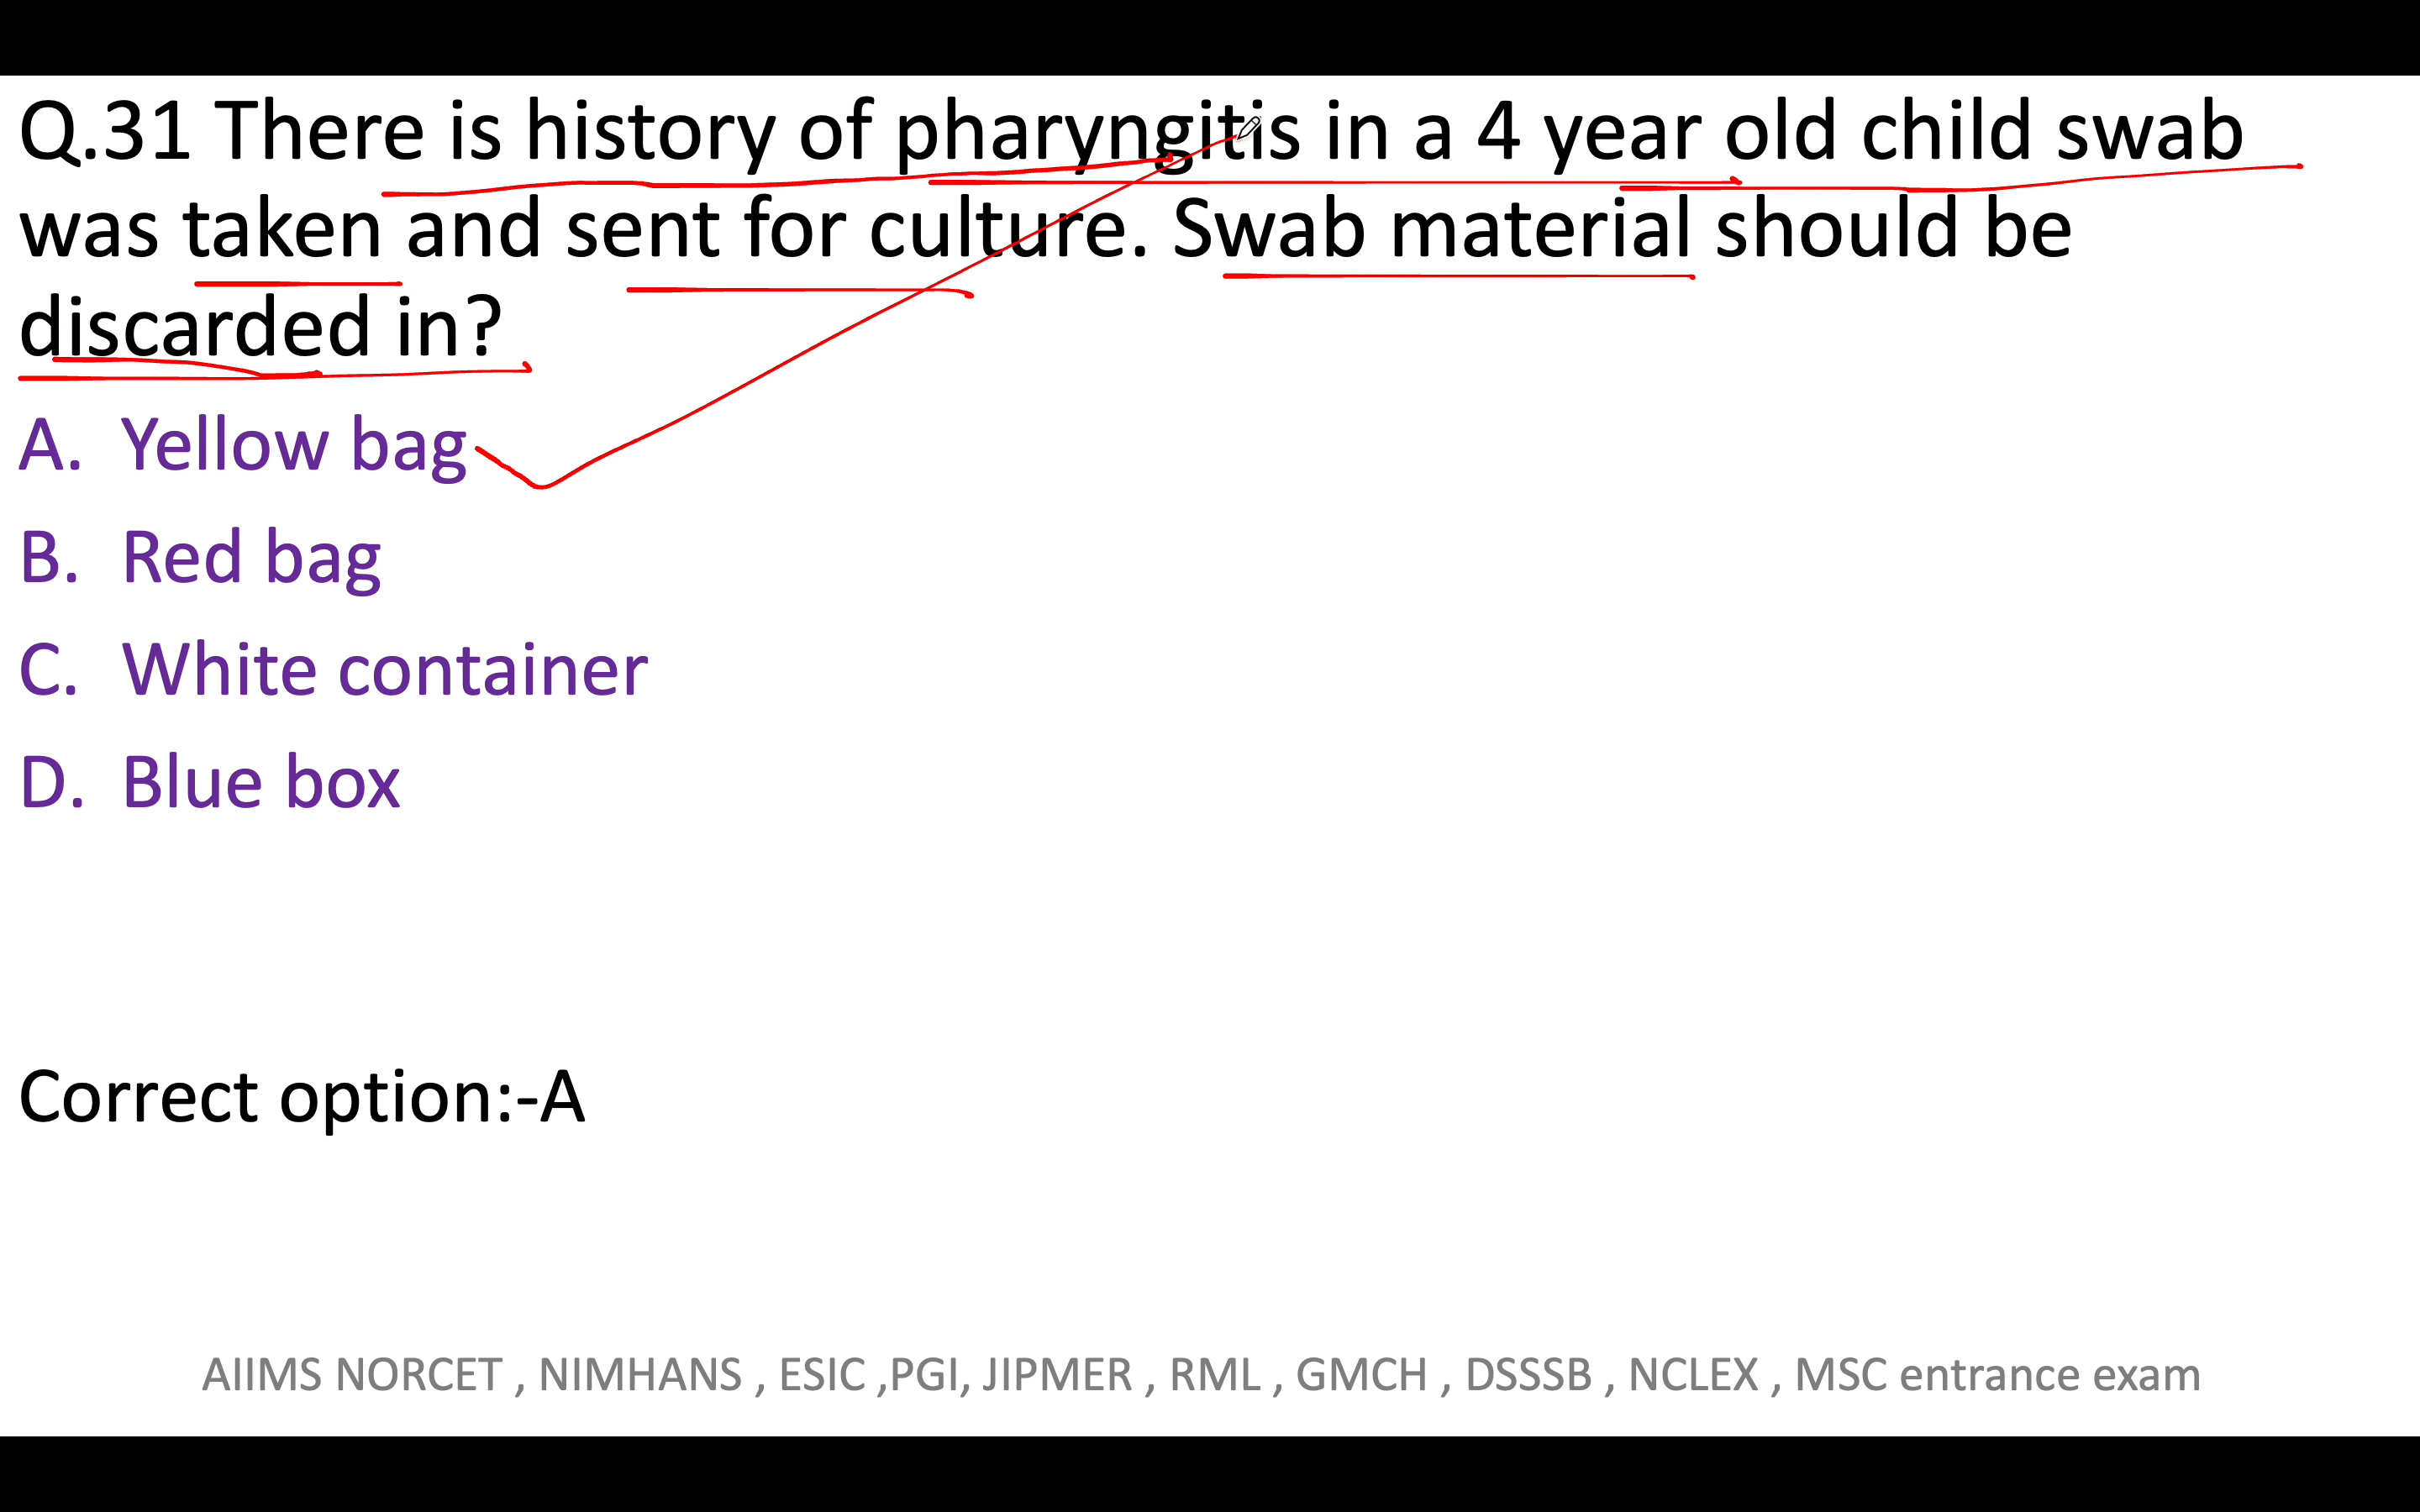 Q.31 There is history of pharyngitis in a 4 year old child swab
was taken and sent for culture. Swab material should be
discarded in?
A. Yellow bag
B. Red bag
C. White container
D. Blue box
Correct option:-A
AIIMS NORCET , NIMHANS , ESIC ,PGI, JIPMER , RML , GMCH , DSSSB , NCLEX , MSC entrance exam